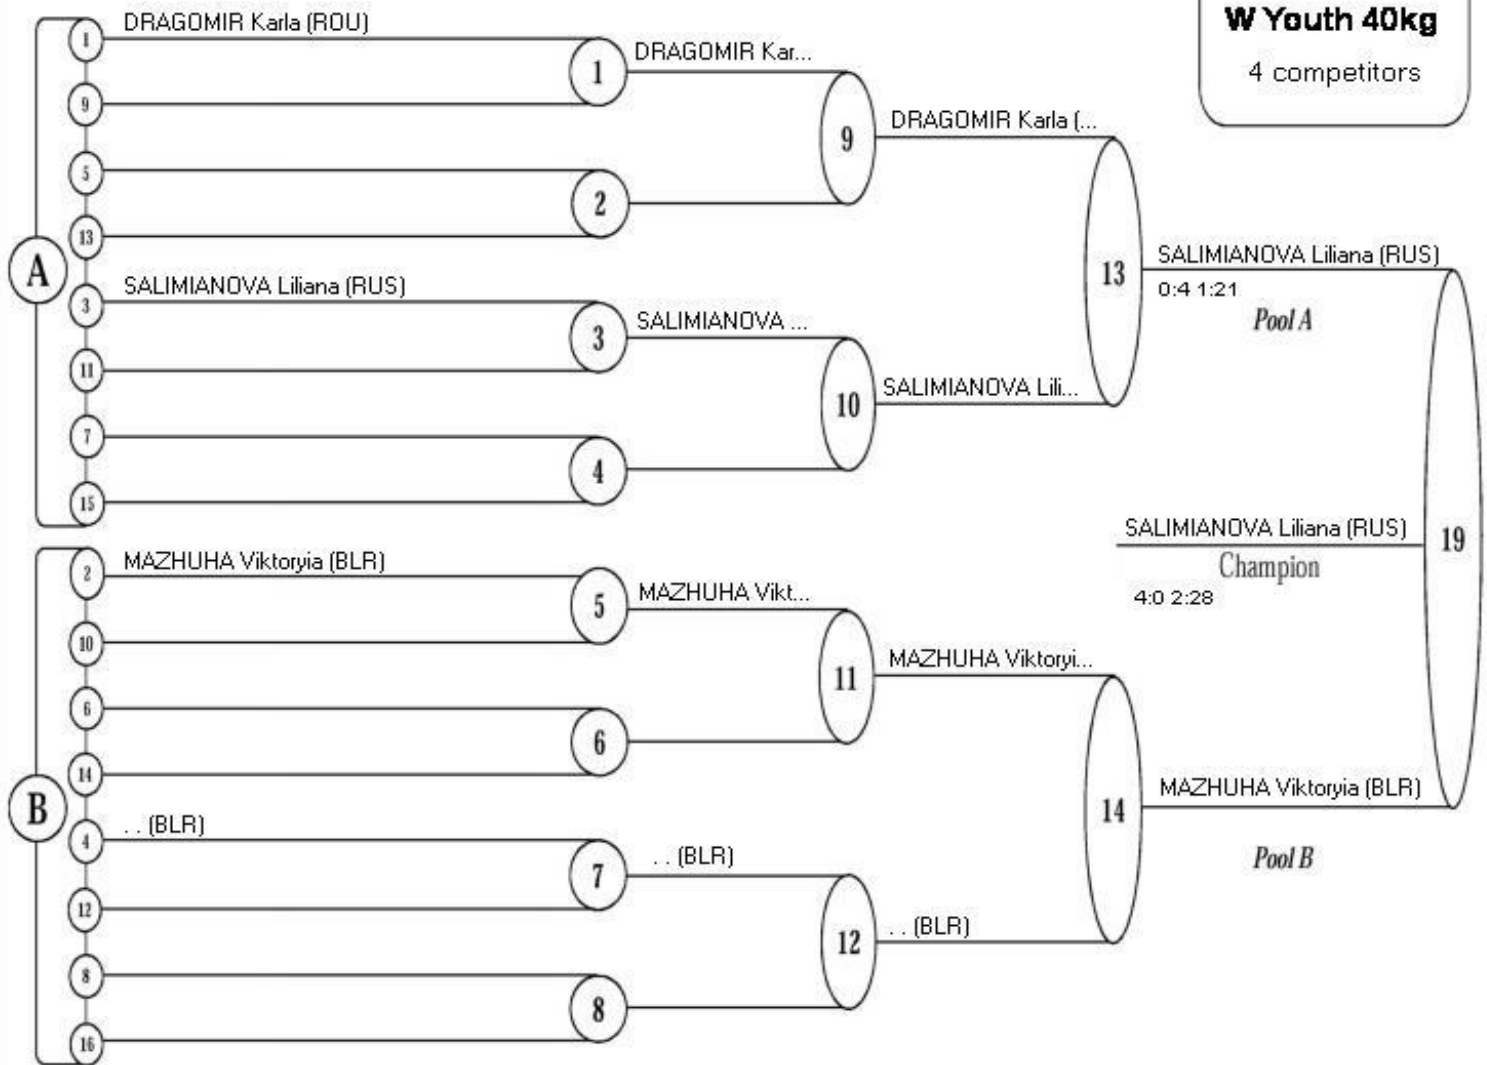 W Youth 40kg
4 competitors
A
1
DRAGOMIR Karla (ROU)
9
5
13
3
SALIMIANOVA Liliana (RUS)
11
7
15
1
DRAGOMIR Kar...
2
3
SALIMIANOVA ...
4
9
DRAGOMIR Karla (...
10
SALIMIANOVA Lili...
13
SALIMIANOVA Liliana (RUS)
0:4 1:21
Pool A
B
2
MAZHUHA Viktoryia (BLR)
10
6
14
4
. . (BLR)
12
8
16
5
MAZHUHA Vikt...
6
7
. . (BLR)
8
11
MAZHUHA Viktoryi...
12
. . (BLR)
14
MAZHUHA Viktoryia (BLR)
Pool B
19
SALIMIANOVA Liliana (RUS)
Champion
4:0 2:28